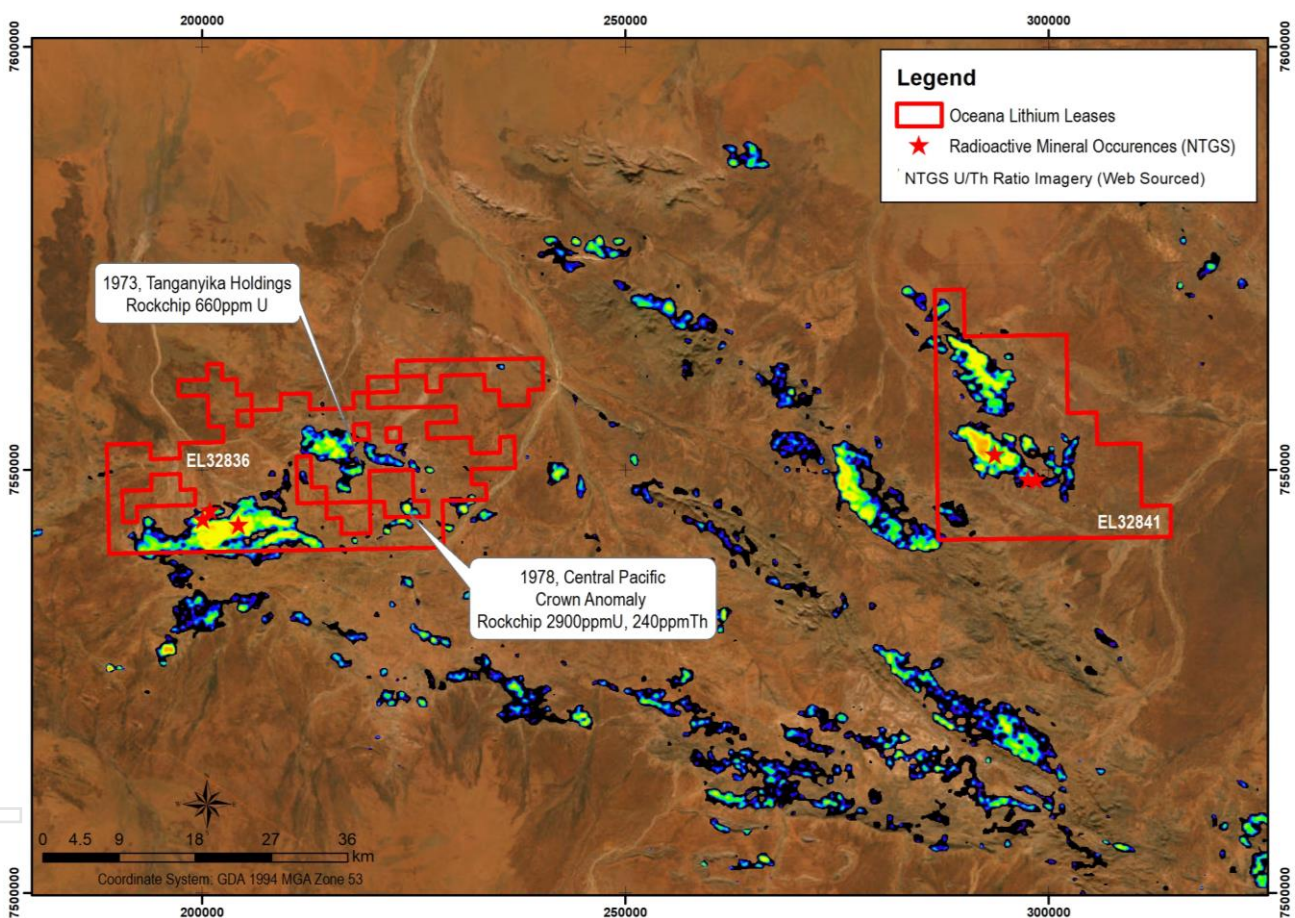 200000
250000
300000
7600000
7600000
Legend
Oceana Lithium Leases
Radioactive Mineral Occurences (NTGS)
NTGS U/Th Ratio Imagery (Web Sourced)
1973, Tanganyika Holdings
Rockchip 660ppm U
EL32836
7550000
7550000
EL32841
1978, Central Pacific
Crown Anomaly
Rockchip 2900ppmU, 240ppmTh
0 4.5 9 18 27 36
km
Coordinate System: GDA 1994 MGA Zone 53
7500000
7500000
200000
250000
300000